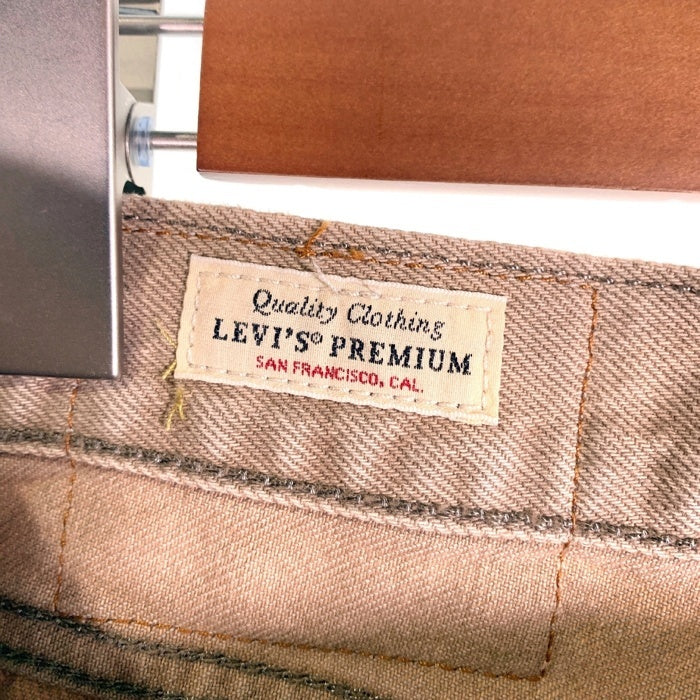 Quality Clothing
LEVI'S® PREMIUM
SAN FRANCISCO, CAL.